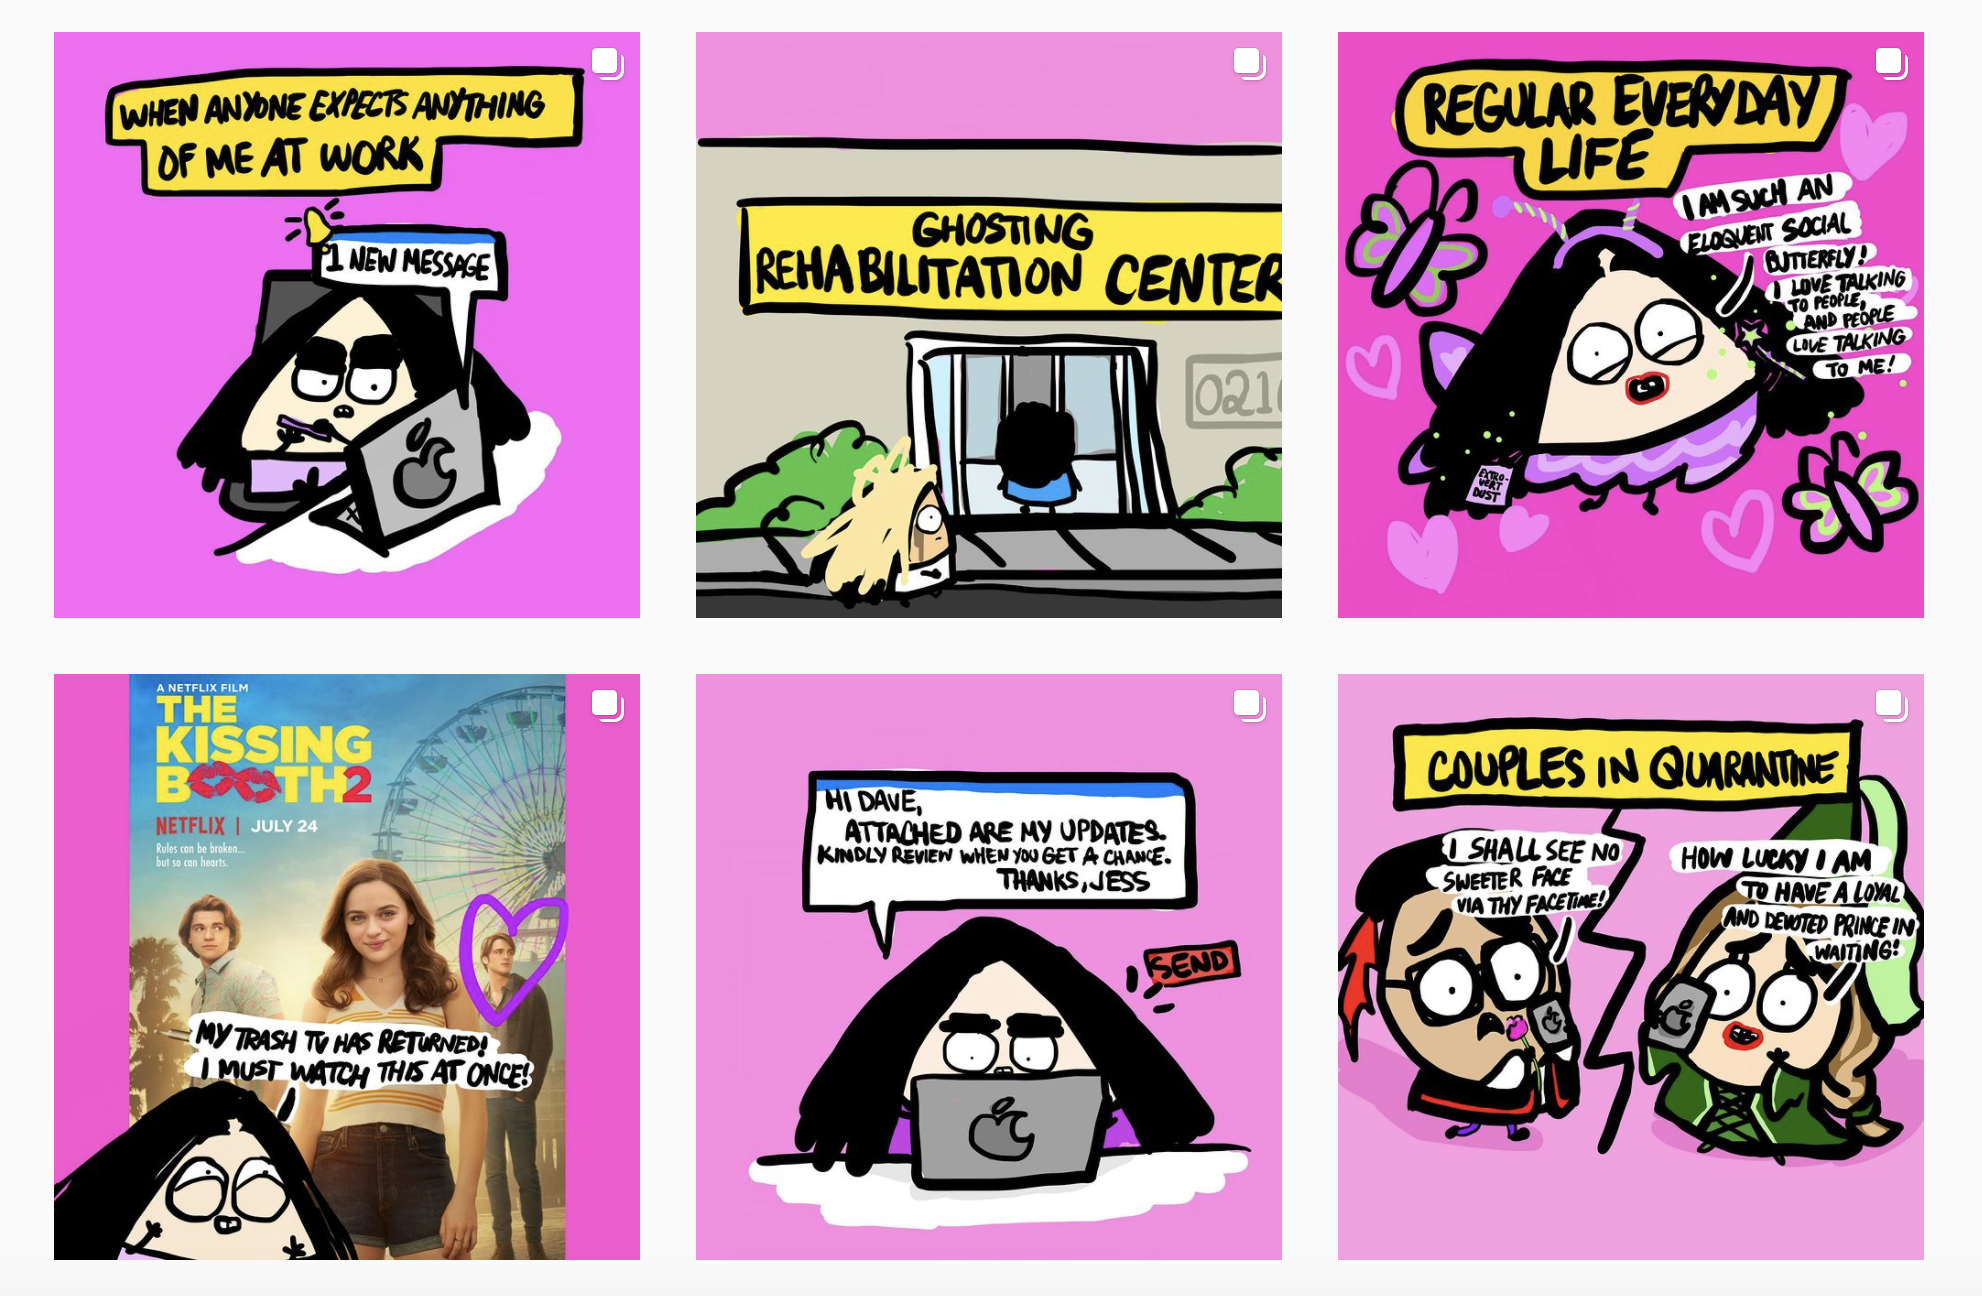 WHEN ANYONE EXPECTS ANYTHING
OF ME AT WORK
1 NEW MESSAGE
GHOSTING
REHABILITATION CENTER
021
REGULAR EVERYDAY
LIFE
I AM SUCH AN
ELOQUENT SOCIAL
BUTTERFLY!
I LOVE TALKING
TO PEOPLE,
AND PEOPLE
LOVE TALKING
TO ME!
EXTRO-
VERT
DUST
A NETFLIX FILM
THE
KISSING
BOOTH2
NETFLIX | JULY 24
Rules can be broken...
but so can hearts.
MY TRASH TV HAS RETURNED!
I MUST WATCH THIS AT ONCE!
HI DAVE,
ATTACHED ARE MY UPDATES.
KINDLY REVIEW WHEN YOU GET A CHANCE.
THANKS, JESS
SEND
COUPLES IN QUARANTINE
I SHALL SEE NO
SWEETER FACE
VIA THY FACETIME!
HOW LUCKY I AM
TO HAVE A LOYAL
AND DEVOTED PRINCE IN
WAITING!